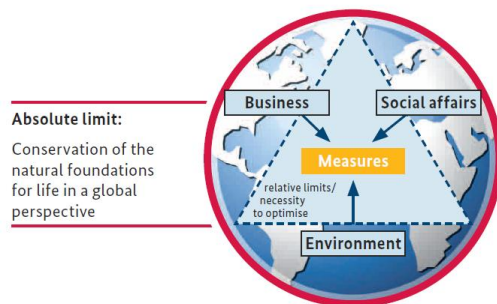 Absolute limit:
Conservation of the
natural foundations
for life in a global
perspective
Business
Social affairs
Measures
relative limits/
necessity
to optimise
Environment